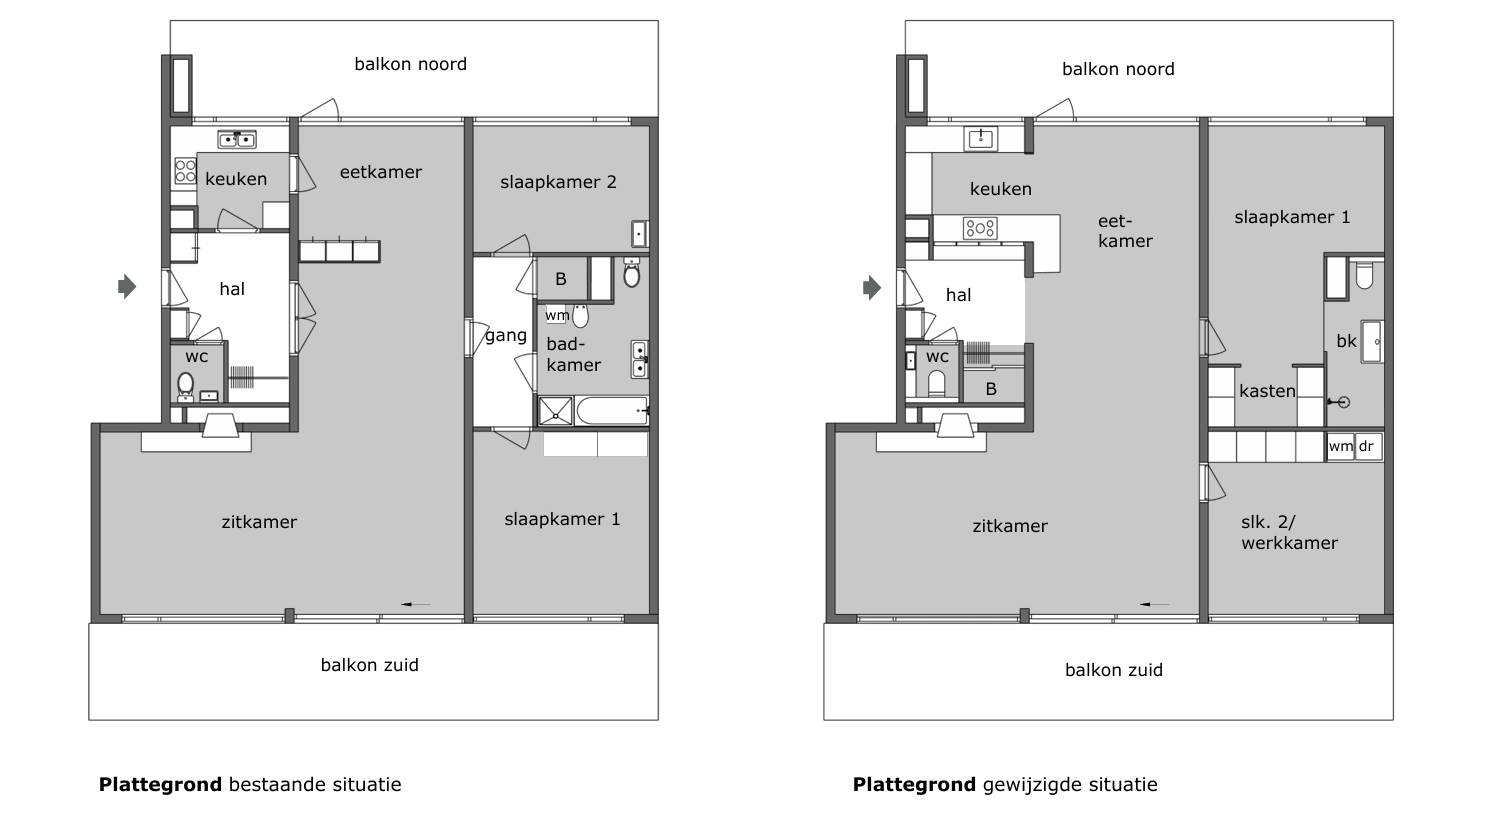 balkon noord
keuken
eetkamer
slaapkamer 2
hal
B
wm
gang
bad-
kamer
wc
zitkamer
slaapkamer 1
balkon zuid
Plattegrond bestaande situatie
balkon noord
keuken
eet-
kamer
slaapkamer 1
hal
wc
B
bk
kasten
wm dr
zitkamer
slk. 2/
werkkamer
balkon zuid
Plattegrond gewijzigde situatie